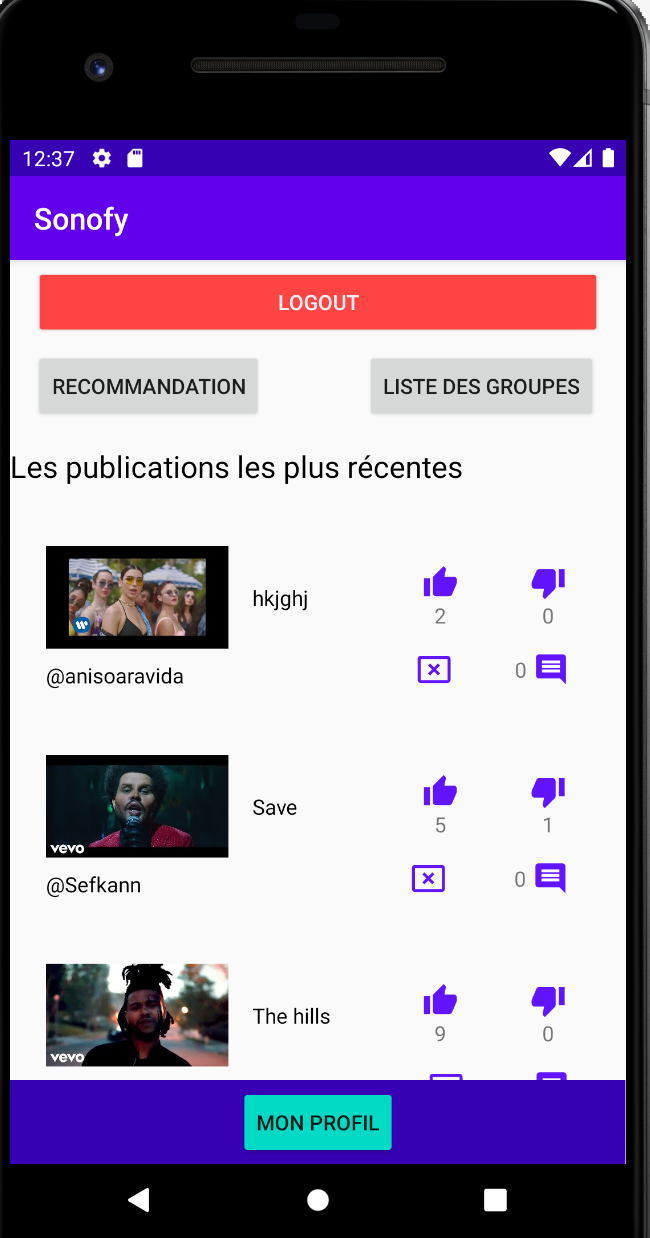 12:37
Sonofy
LOGOUT
RECOMMANDATION
LISTE DES GROUPES
Les publications les plus récentes
hkjghj
2
0
@anisoaravida
0
Save
5
1
vevo
@Sefkann
0
The hills
9
0
vevo
MON PROFIL